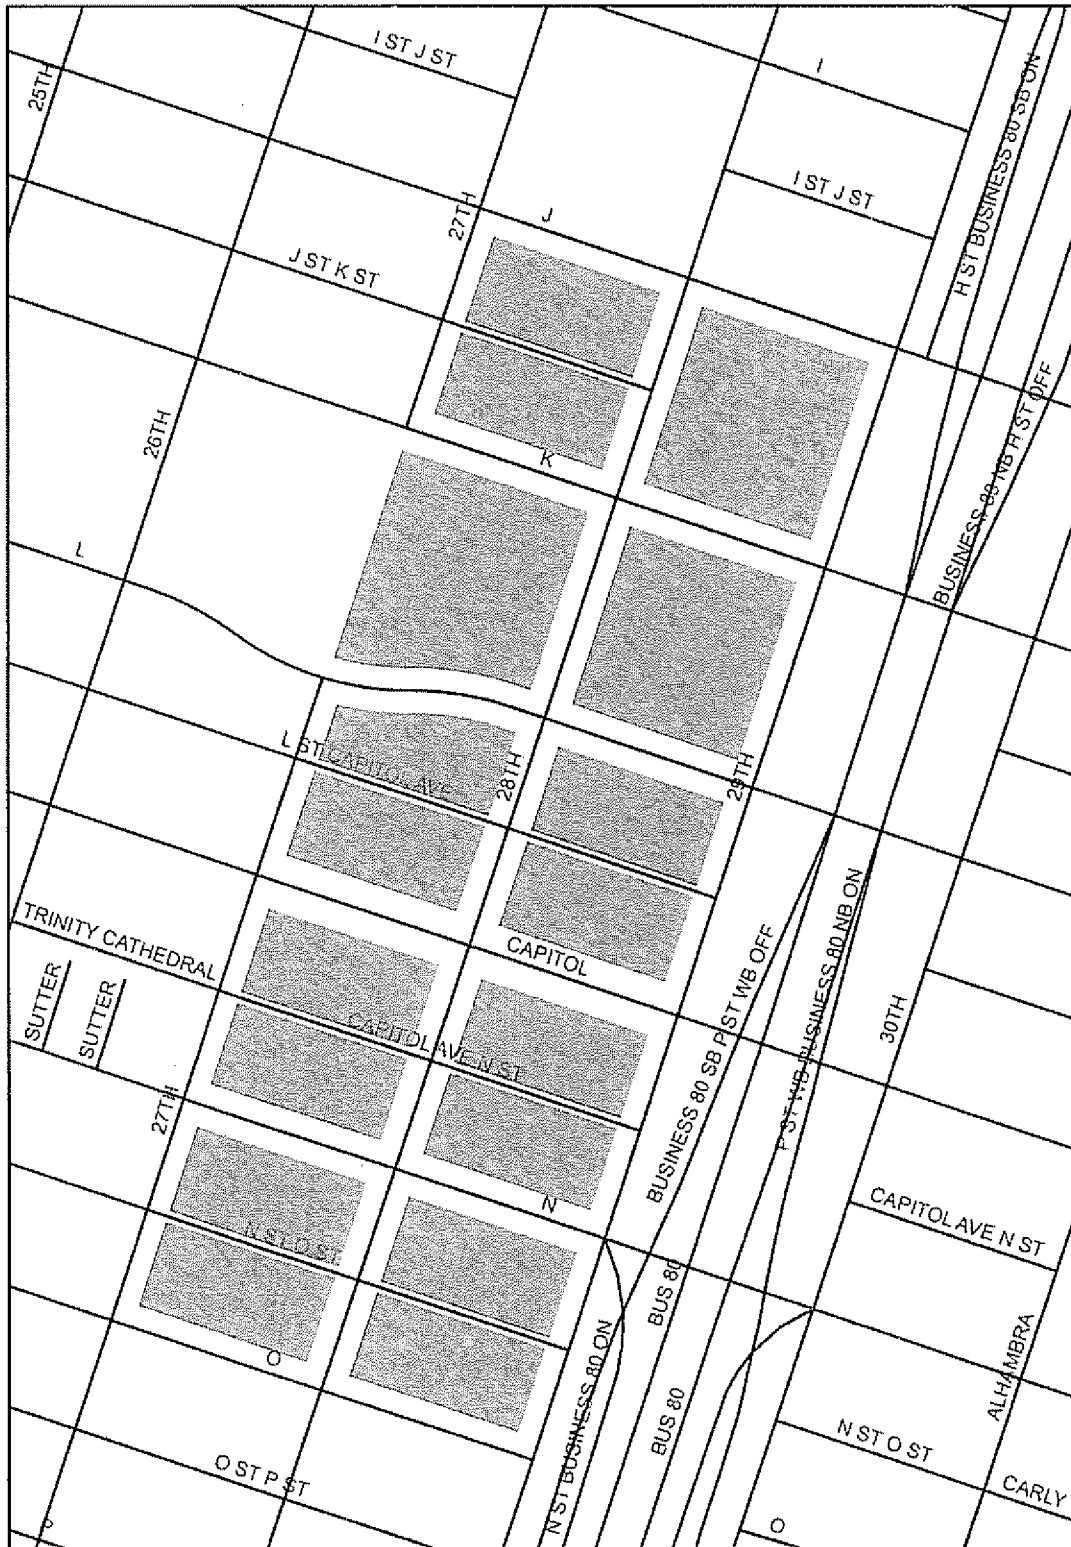 I ST J ST
I
25TH
H ST BUSINESS 80 SB ON
I ST J ST
27TH
J
J ST K ST
BUSINESS 80 NB H ST OFF
26TH
K
L
L ST CAPITOL AVE
28TH
29TH
TRINITY CATHEDRAL
CAPITOL
P ST WB BUSINESS 80 NB ON
BUSINESS 80 SB P ST WB OFF
SUTTER
SUTTER
30TH
CAPITOL AVE N ST
27TH
N
CAPITOL AVE N ST
BUS 80
N ST O ST
N ST BUSINESS 80 ON
O
BUS 80
ALHAMBRA
N ST O ST
O ST P ST
CARLY
P
O